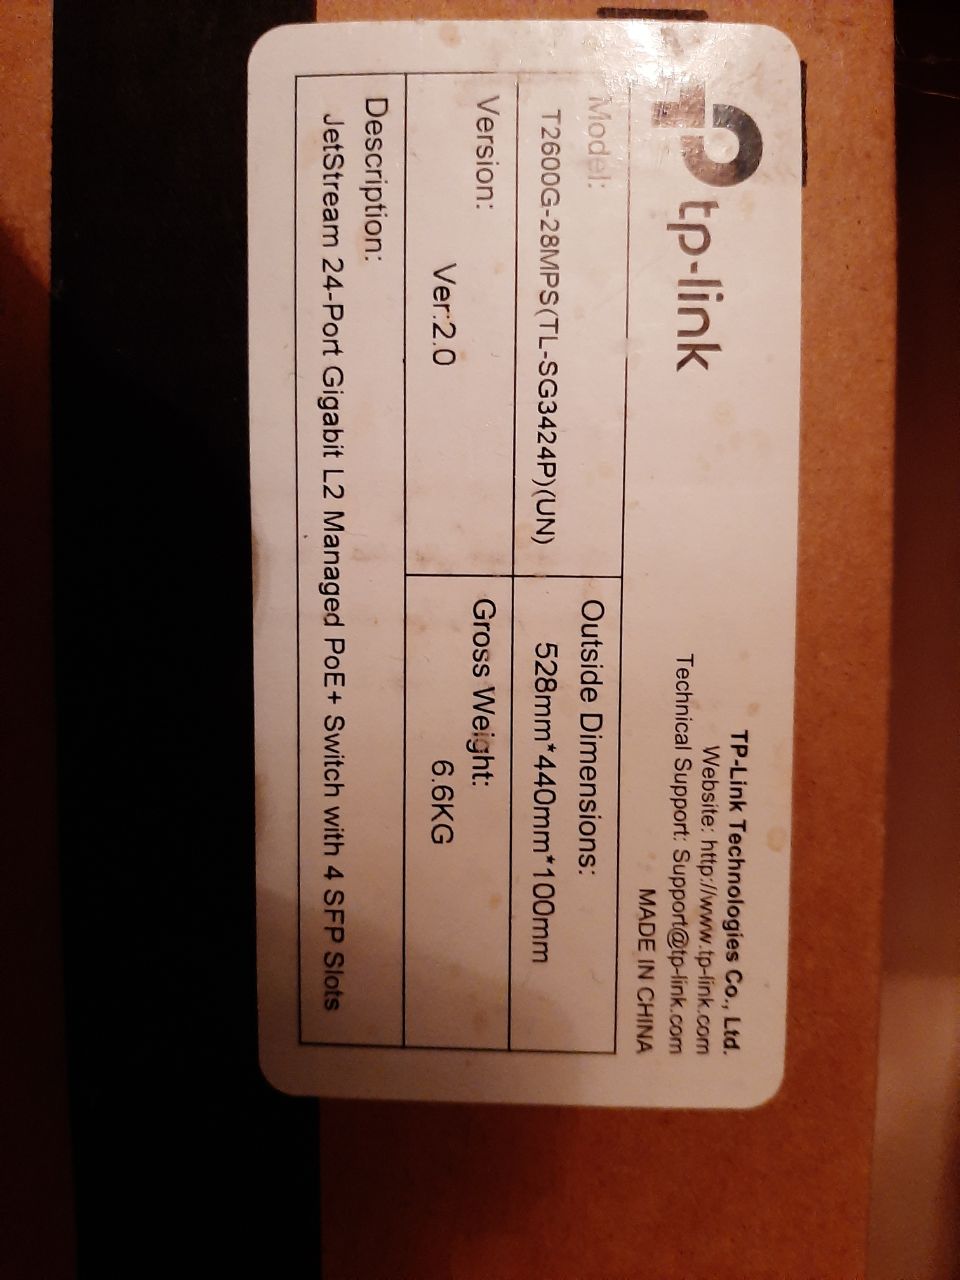 tp-link
TP-Link Technologies Co., Ltd.
Website: http://www.tp-link.com
Technical Support: Support@tp-link.com
MADE IN CHINA
Model:
T2600G-28MPS(TL-SG3424P)(UN)
Outside Dimensions:
528mm*440mm*100mm
Version:
Ver:2.0
Gross Weight:
6.6KG
Description:
JetStream 24-Port Gigabit L2 Managed PoE+ Switch with 4 SFP Slots